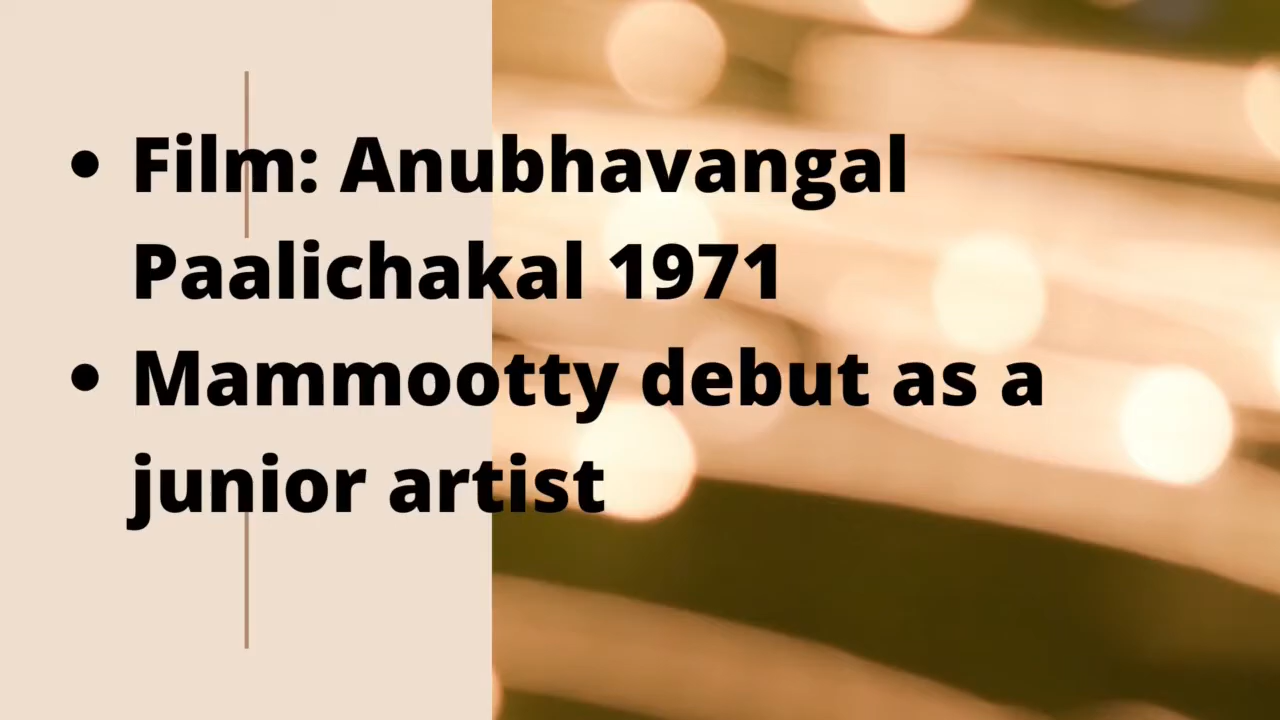 • Film: Anubhavangal
Paalichakal 1971
• Mammootty debut as a
junior artist